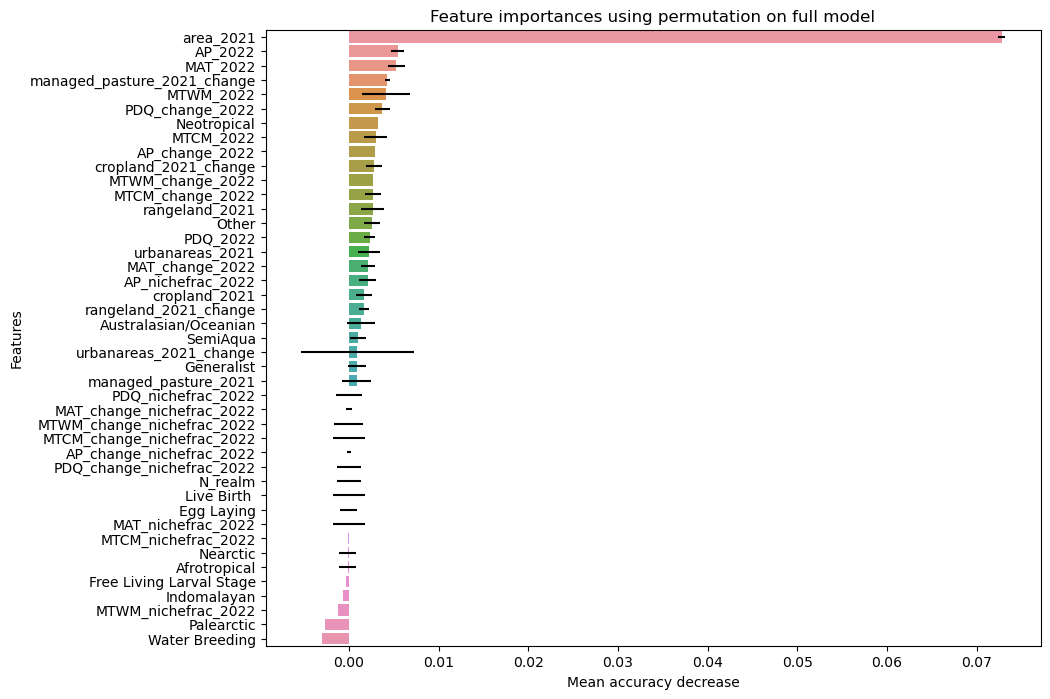 Feature importances using permutation on full model
area_2021
AP_2022
MAT_2022
managed_pasture_2021_change
MTWM_2022
PDQ_change_2022
Neotropical
MTCM_2022
AP_change_2022
cropland_2021_change
MTWM_change_2022
MTCM_change_2022
rangeland_2021
Other
PDQ_2022
urbanareas_2021
MAT_change_2022
AP_nichefrac_2022
cropland_2021
rangeland_2021_change
Australasian/Oceanian
SemiAqua
urbanareas_2021_change
Generalist
managed_pasture_2021
PDQ_nichefrac_2022
MAT_change_nichefrac_2022
MTWM_change_nichefrac_2022
MTCM_change_nichefrac_2022
AP_change_nichefrac_2022
PDQ_change_nichefrac_2022
N_realm
Live Birth
Egg Laying
MAT_nichefrac_2022
MTCM_nichefrac_2022
Nearctic
Afrotropical
Free Living Larval Stage
Indomalayan
MTWM_nichefrac_2022
Palearctic
Water Breeding
Features
0.00 0.01 0.02 0.03 0.04 0.05 0.06 0.07
Mean accuracy decrease